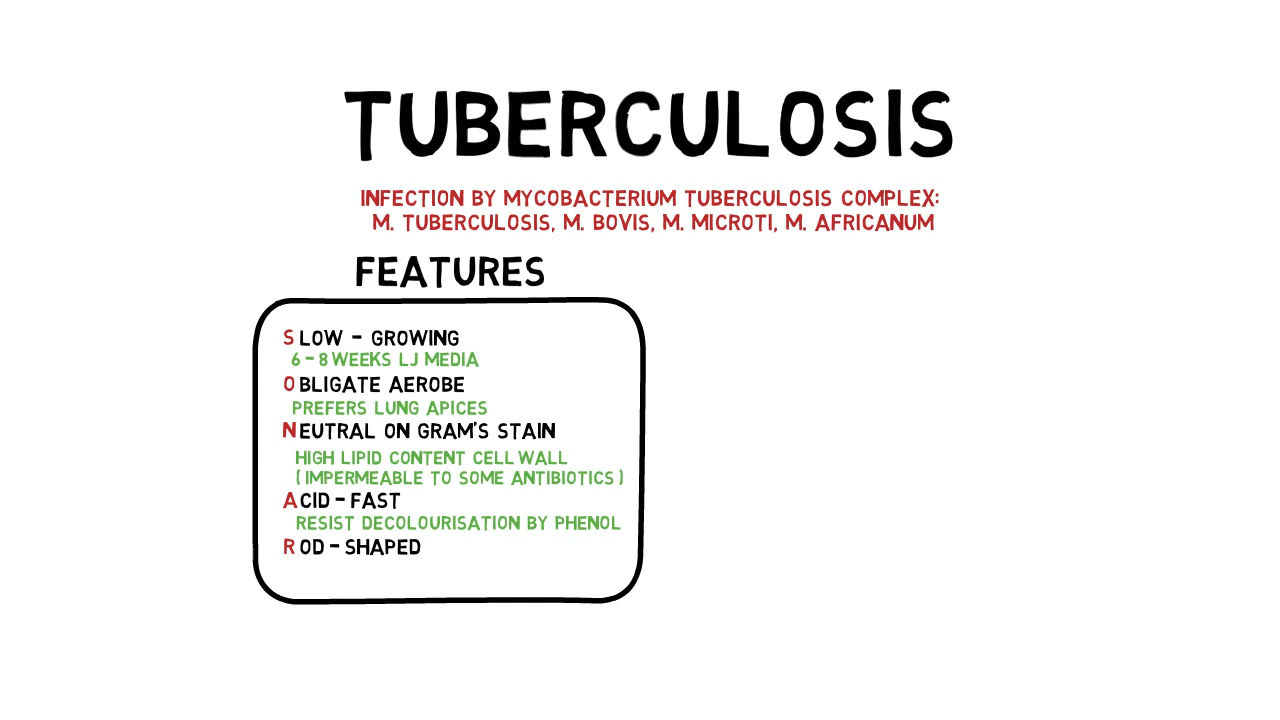 TUBERCULOSIS
INFECTION BY MYCOBACTERIUM TUBERCULOSIS COMPLEX:
M. TUBERCULOSIS, M. BOVIS, M. MICROTI, M. AFRICANUM
FEATURES
SLOW - GROWING
6 - 8 WEEKS LJ MEDIA
OBLIGATE AEROBE
PREFERS LUNG APICES
NEUTRAL ON GRAM'S STAIN
HIGH LIPID CONTENT CELL WALL
(IMPERMEABLE TO SOME ANTIBIOTICS)
ACID - FAST
RESIST DECOLOURISATION BY PHENOL
ROD - SHAPED